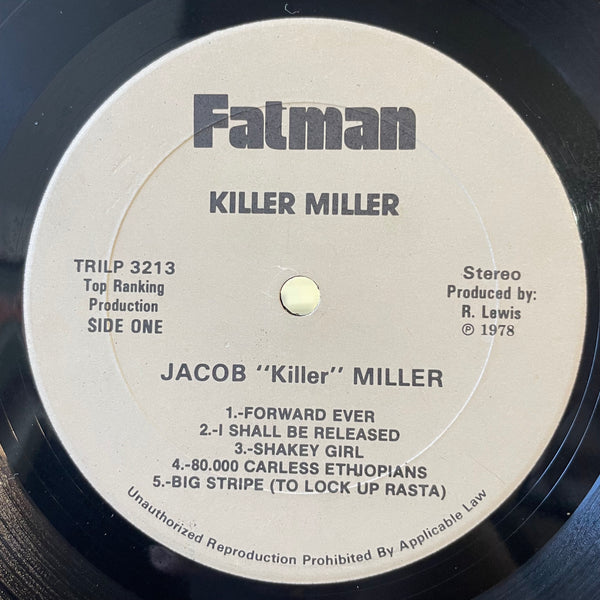 Fatman
KILLER MILLER
TRILP 3213
Top Ranking
Production
SIDE ONE
Stereo
Produced by:
R. Lewis
℗ 1978
JACOB "Killer" MILLER
1.-FORWARD EVER
2.-I SHALL BE RELEASED
3.-SHAKEY GIRL
4.-80.000 CARLESS ETHIOPIANS
5.-BIG STRIPE (TO LOCK UP RASTA)
Unauthorized Reproduction Prohibited By Applicable Law